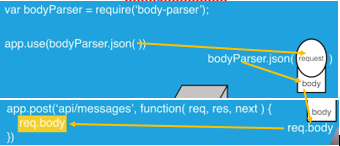 var bodyParser = require('body-parser');
app.use(bodyParser.json( ))
request
bodyParser.json( )
body
app.post('api/messages', function( req, res, next ) {
body
req.body
req.body
})